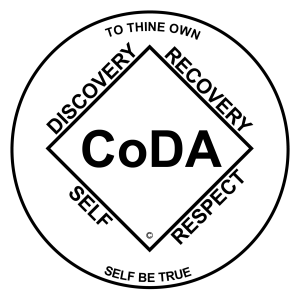 TO THINE OWN
DISCOVERY
RECOVERY
CoDA
SELF
RESPECT
©
SELF BE TRUE